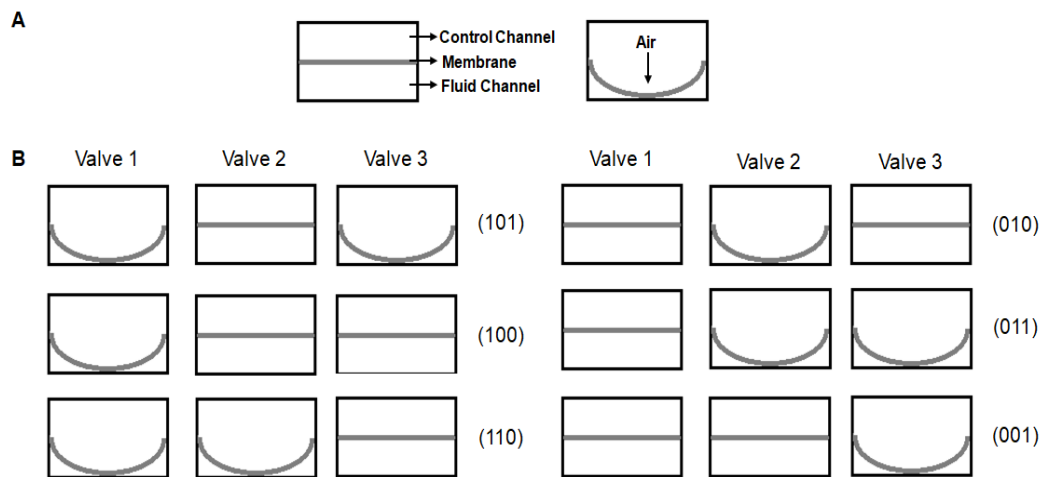 A
Control Channel
Membrane
Fluid Channel
Air
B
Valve 1 Valve 2 Valve 3 Valve 1 Valve 2 Valve 3
(101) (010)
(100) (011)
(110) (001)